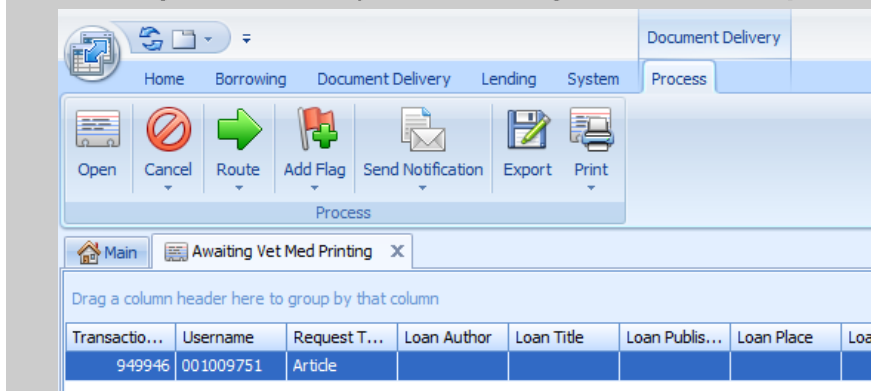 Document Delivery
Home Borrowing Document Delivery Lending System Process
Open Cancel Route Add Flag Send Notification Export Print
Process
Main Awaiting Vet Med Printing X
Drag a column header here to group by that column
Transactio... Username Request T... Loan Author Loan Title Loan Publis... Loan Place Loa
949946 001009751 Article